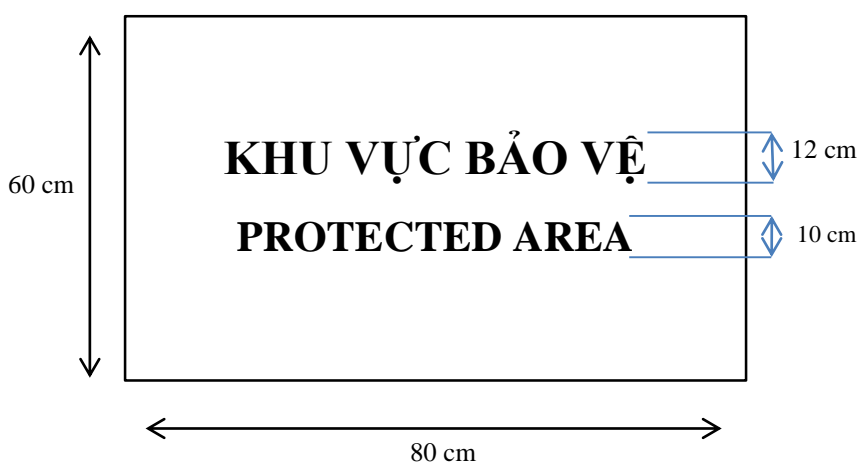 KHU VỰC BẢO VỆ
12 cm
60 cm
PROTECTED AREA
10 cm
80 cm